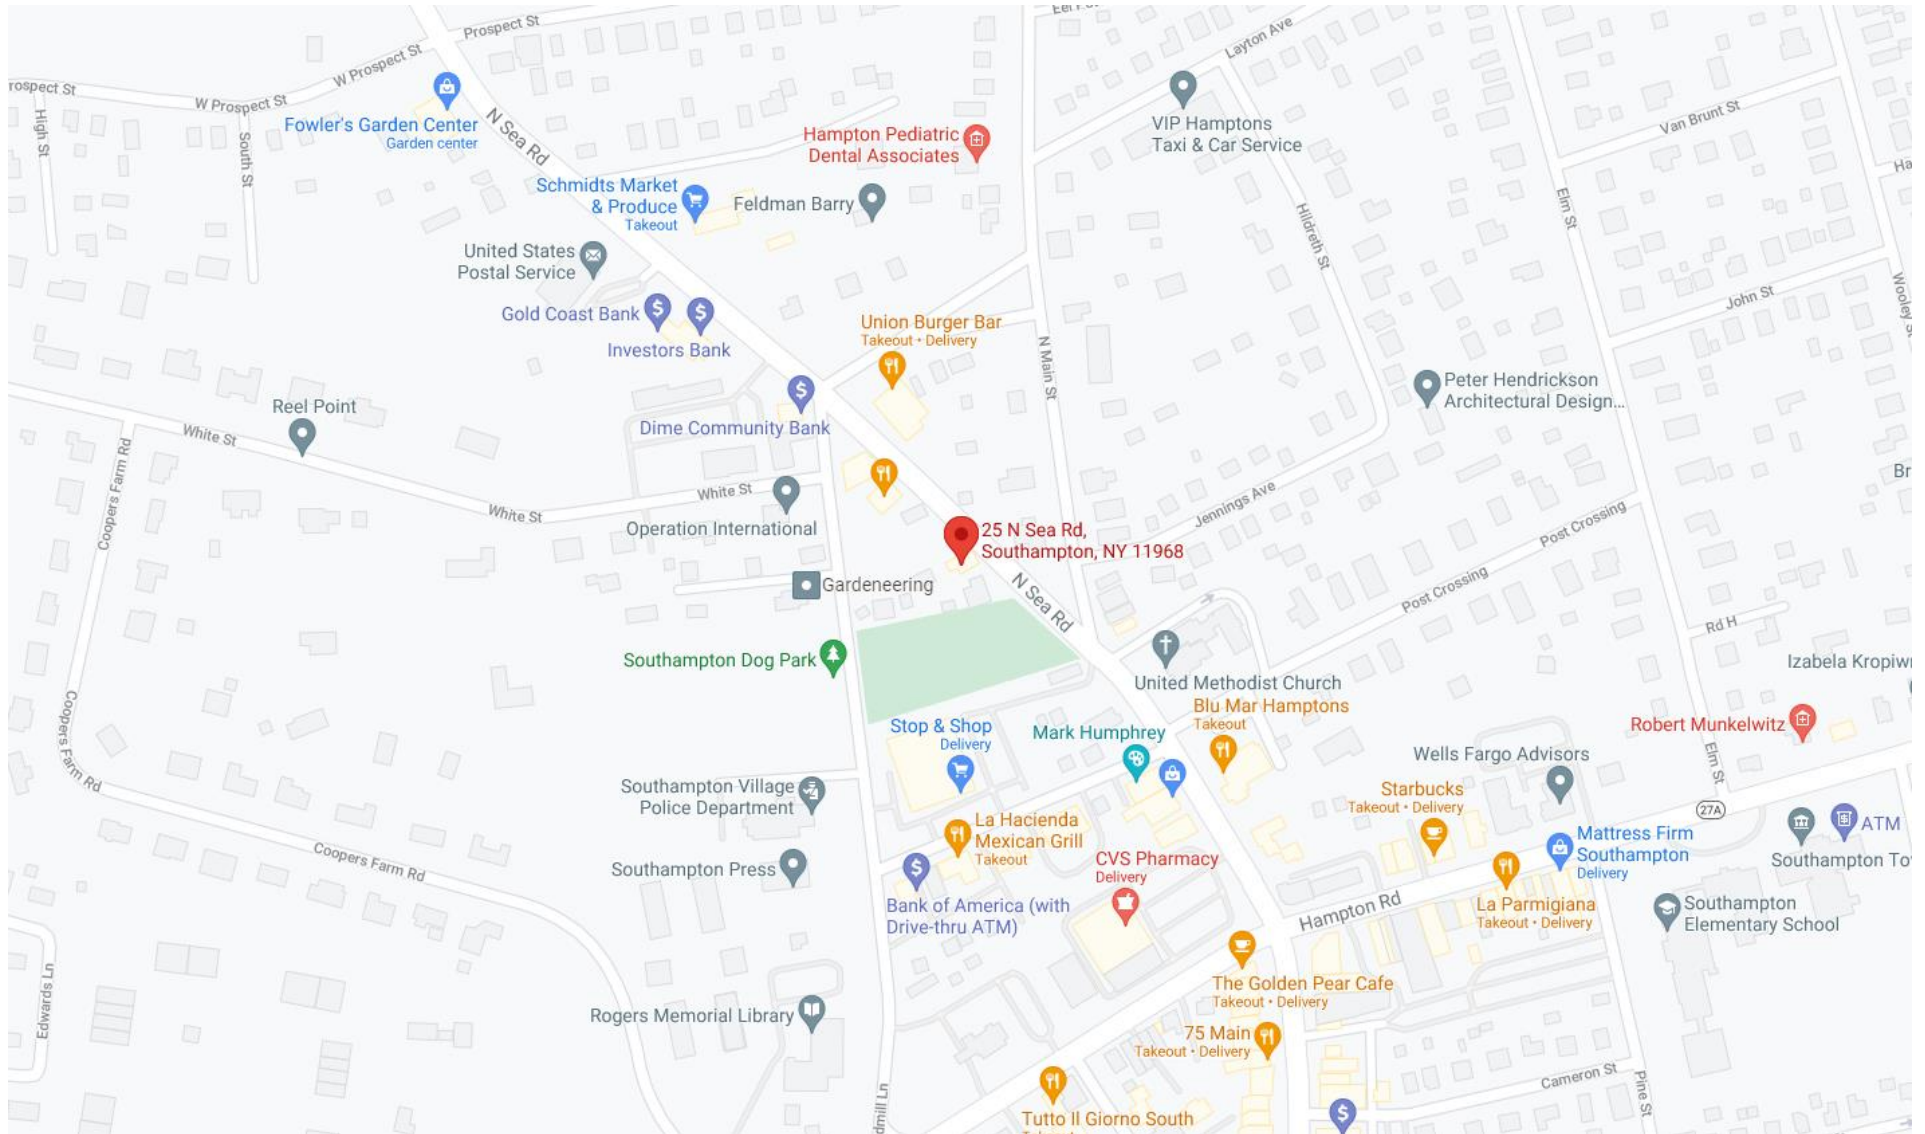 Prospect St
W Prospect St
rospect St
W Prospect St
High St
South St
Fowler's Garden Center
Garden center
N Sea Rd
Layton Ave
VIP Hamptons
Taxi & Car Service
Van Brunt St
Ha
Hampton Pediatric
Dental Associates
Schmidts Market
& Produce
Takeout
Feldman Barry
Elm St
Hildreth St
United States
Postal Service
Gold Coast Bank
Investors Bank
Union Burger Bar
Takeout • Delivery
N Main St
John St
Wooley S
Peter Hendrickson
Architectural Design...
Reel Point
White St
Dime Community Bank
Coopers Farm Rd
White St
White St
Operation International
Jennings Ave
Post Crossing
Br
25 N Sea Rd,
Southampton, NY 11968
Gardeneering
N Sea Rd
Post Crossing
Rd H
Southampton Dog Park
United Methodist Church
Izabela Kropiw
Blu Mar Hamptons
Takeout
Robert Munkelwitz
Stop & Shop
Delivery
Mark Humphrey
Wells Fargo Advisors
Elm St
Coopers Farm Rd
Southampton Village
Police Department
Starbucks
Takeout • Delivery
27A
ATM
La Hacienda
Mexican Grill
Takeout
Mattress Firm
Southampton
Delivery
Southampton To
Coopers Farm Rd
Southampton Press
CVS Pharmacy
Delivery
Bank of America (with
Drive-thru ATM)
Hampton Rd
La Parmigiana
Takeout • Delivery
Southampton
Elementary School
Edwards Ln
The Golden Pear Cafe
Takeout • Delivery
Rogers Memorial Library
75 Main
Takeout • Delivery
Cameron St
Pine St
dmill Ln
Tutto Il Giorno South